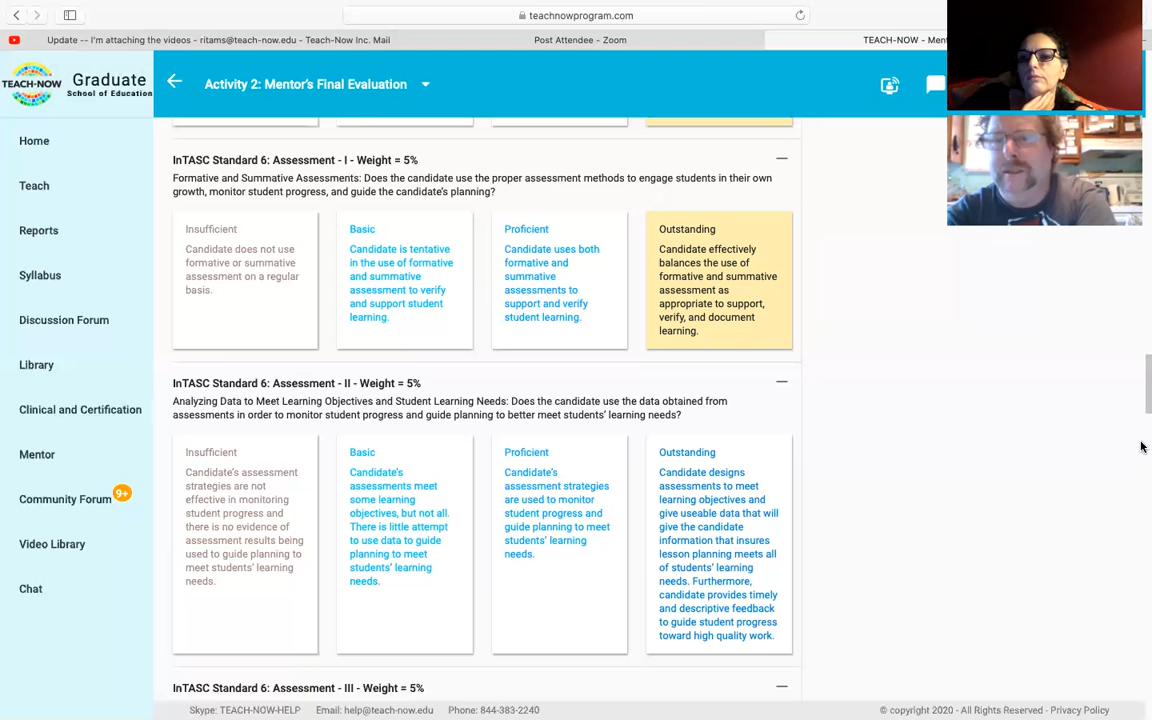 teachnowprogram.com
Update -- I'm attaching the videos - ritams@teach-now.edu - Teach-Now Inc. Mail
Post Attendee - Zoom
TEACH-NOW - Men
TEACH-NOW
Graduate
School of Education
Activity 2: Mentor's Final Evaluation
Home
Teach
Reports
Syllabus
Discussion Forum
Library
Clinical and Certification
Mentor
Community Forum
9+
Video Library
Chat
InTASC Standard 6: Assessment - I - Weight = 5%
Formative and Summative Assessments: Does the candidate use the proper assessment methods to engage students in their own
growth, monitor student progress, and guide the candidate's planning?
Insufficient
Candidate does not use
formative or summative
assessment on a regular
basis.
Basic
Candidate is tentative
in the use of formative
and summative
assessment to verify
and support student
learning.
Proficient
Candidate uses both
formative and
summative
assessments to
support and verify
student learning.
Outstanding
Candidate effectively
balances the use of
formative and summative
assessment as
appropriate to support,
verify, and document
learning.
InTASC Standard 6: Assessment - II - Weight = 5%
Analyzing Data to Meet Learning Objectives and Student Learning Needs: Does the candidate use the data obtained from
assessments in order to monitor student progress and guide planning to better meet students' learning needs?
Insufficient
Candidate's assessment
strategies are not
effective in monitoring
student progress and
there is no evidence of
assessment results being
used to guide planning to
meet students' learning
needs.
Basic
Candidate's
assessments meet
some learning
objectives, but not all.
There is little attempt
to use data to guide
planning to meet
students' learning
needs.
Proficient
Candidate's
assessment strategies
are used to monitor
student progress and
guide planning to meet
students' learning
needs.
Outstanding
Candidate designs
assessments to meet
learning objectives and
give useable data that will
give the candidate
information that insures
lesson planning meets all
of students' learning
needs. Furthermore,
candidate provides timely
and descriptive feedback
to guide student progress
toward high quality work.
InTASC Standard 6: Assessment - III - Weight = 5%
Skype: TEACH-NOW-HELP Email: help@teach-now.edu Phone: 844-383-2240
© copyright 2020 - All Rights Reserved - Privacy Policy